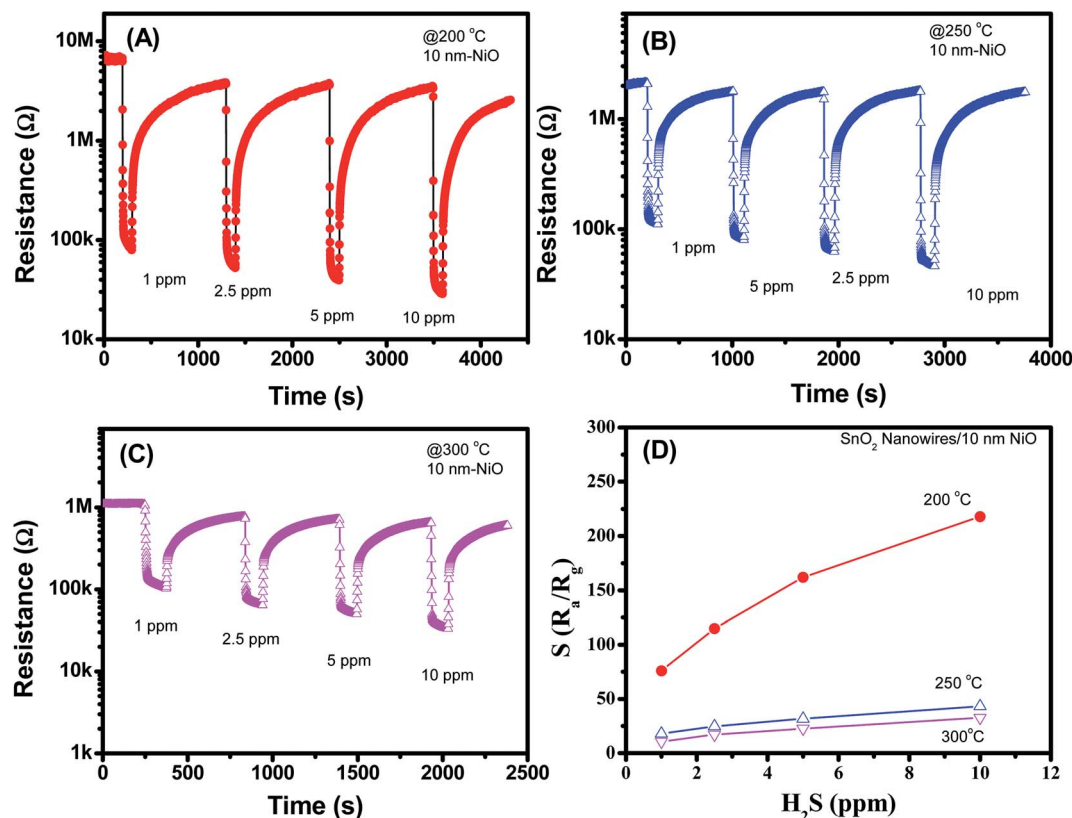 (A)
@200 °C
10 nm-NiO
10M
1M
100k
10k
Resistance (Ω)
1 ppm
2.5 ppm
5 ppm
10 ppm
0 1000 2000 3000 4000
Time (s)
(B)
@250 °C
10 nm-NiO
1M
100k
10k
Resistance (Ω)
1 ppm
5 ppm
2.5 ppm
10 ppm
0 1000 2000 3000 4000
Time (s)
(C)
@300 °C
10 nm-NiO
1M
100k
10k
1k
Resistance (Ω)
1 ppm
2.5 ppm
5 ppm
10 ppm
0 500 1000 1500 2000 2500
Time (s)
(D)
SnO₂ Nanowires/10 nm NiO
300
250
200
150
100
50
0
S (Rₐ/R_g)
200 °C
250 °C
300°C
0 2 4 6 8 10 12
H₂S (ppm)